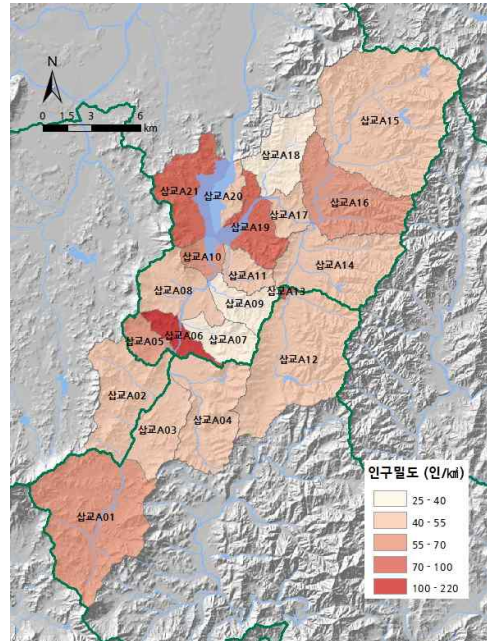 N
0 1.5 3 6
km
삽교A15
삽교A18
삽교A21
삽교A20
삽교A16
삽교A17
삽교A19
삽교A10
삽교A14
삽교A11
삽교A08
삽교A13
삽교A09
삽교A06
삽교A05
삽교A07
삽교A12
삽교A02
삽교A03
삽교A04
삽교A01
인구밀도 (인/㎢)
25 - 40
40 - 55
55 - 70
70 - 100
100 - 220